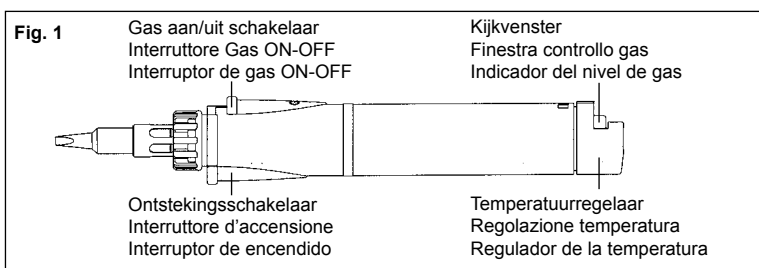 Fig. 1
Gas aan/uit schakelaar
Interruttore Gas ON-OFF
Interruptor de gas ON-OFF
Kijkvenster
Finestra controllo gas
Indicador del nivel de gas
Ontstekingsschakelaar
Interruttore d’accensione
Interruptor de encendido
Temperatuurregelaar
Regolazione temperatura
Regulador de la temperatura